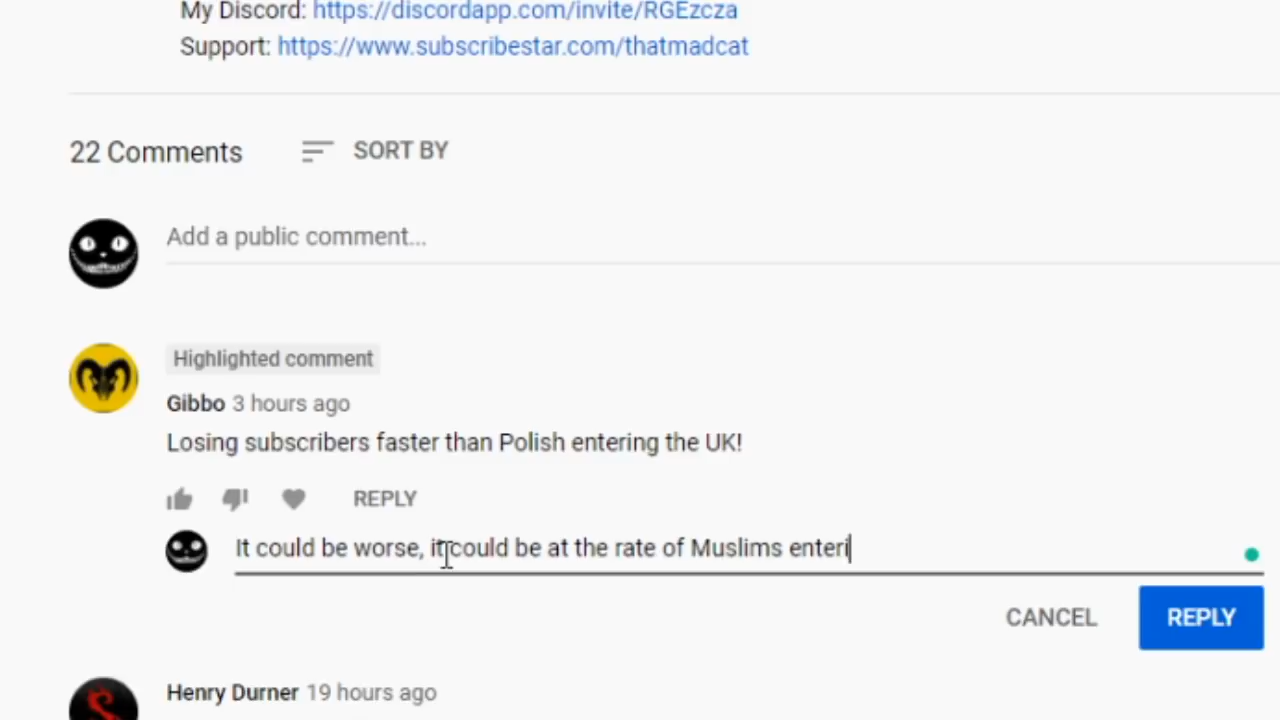 My Discord: https://discordapp.com/invite/RGEzcza
Support: https://www.subscribestar.com/thatmadcat
22 Comments
SORT BY
Add a public comment...
Highlighted comment
Gibbo 3 hours ago
Losing subscribers faster than Polish entering the UK!
REPLY
It could be worse, it could be at the rate of Muslims enteri
CANCEL
REPLY
Henry Durner 19 hours ago